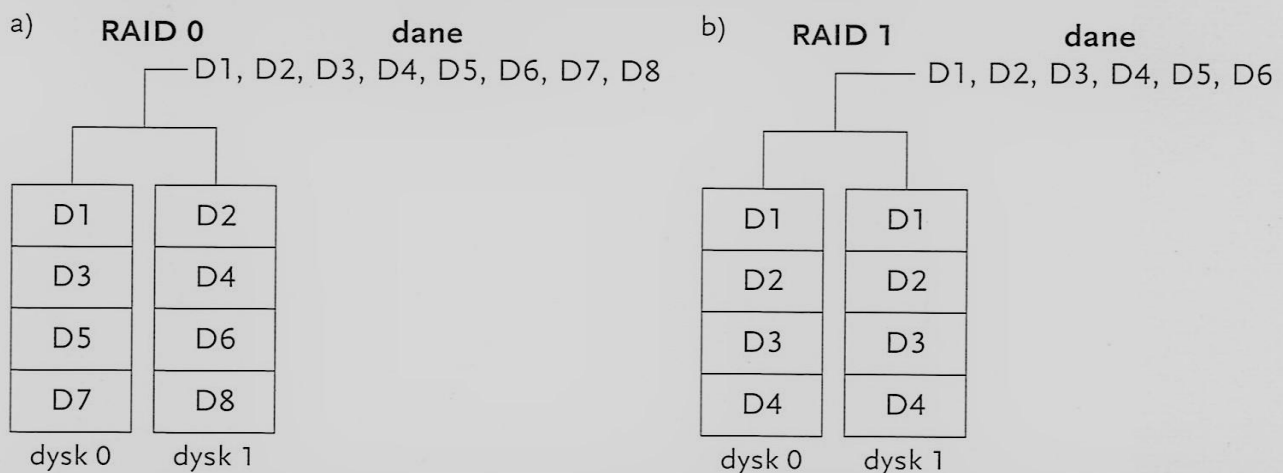 a) RAID 0 dane
D1, D2, D3, D4, D5, D6, D7, D8
D1 D2
D3 D4
D5 D6
D7 D8
dysk 0 dysk 1
b) RAID 1 dane
D1, D2, D3, D4, D5, D6
D1 D1
D2 D2
D3 D3
D4 D4
dysk 0 dysk 1